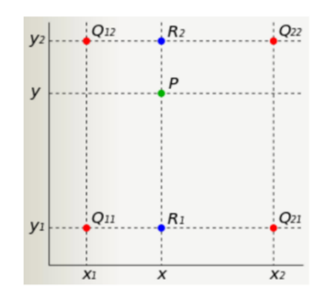 y₂ Q₁₂ R₂ Q₂₂
y P
y₁ Q₁₁ R₁ Q₂₁
x₁ x x₂